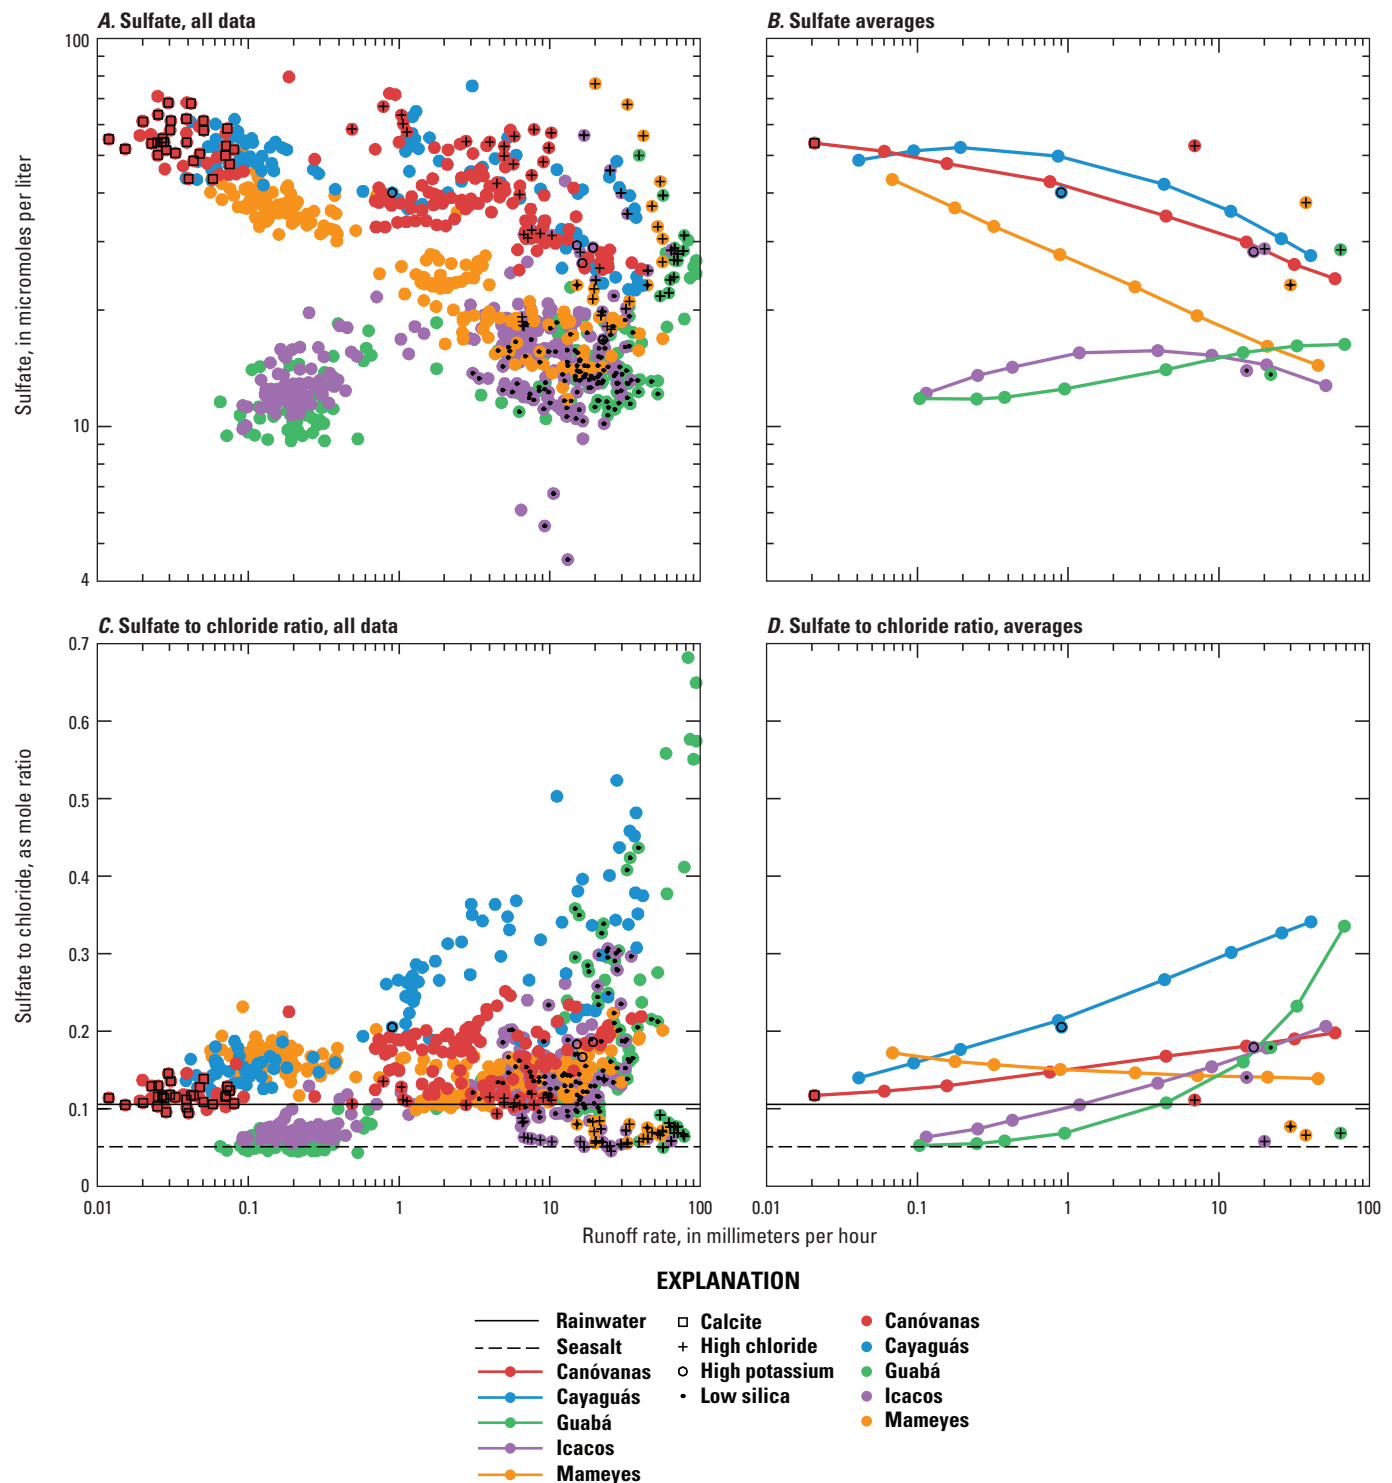 A. Sulfate, all data
B. Sulfate averages
100
10
4
Sulfate, in micromoles per liter
C. Sulfate to chloride ratio, all data
D. Sulfate to chloride ratio, averages
0.7
0.6
0.5
0.4
0.3
0.2
0.1
0
Sulfate to chloride, as mole ratio
0.01 0.1 1 10 100 0.01 0.1 1 10 100
Runoff rate, in millimeters per hour
EXPLANATION
Rainwater
Seasalt
Canóvanas
Cayaguás
Guabá
Icacos
Mameyes
Calcite
High chloride
High potassium
Low silica
Canóvanas
Cayaguás
Guabá
Icacos
Mameyes